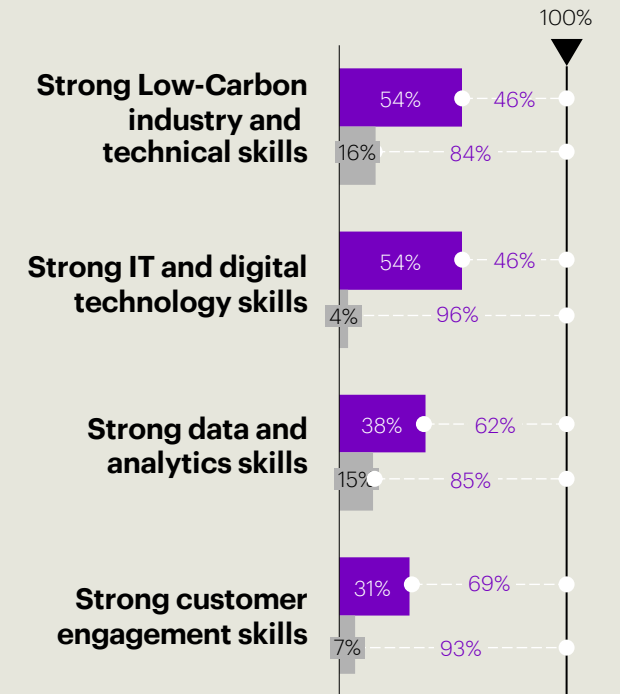 100%
Strong Low-Carbon
industry and
technical skills
54%
46%
16%
84%
Strong IT and digital
technology skills
54%
46%
4%
96%
Strong data and
analytics skills
38%
62%
15%
85%
Strong customer
engagement skills
31%
69%
7%
93%